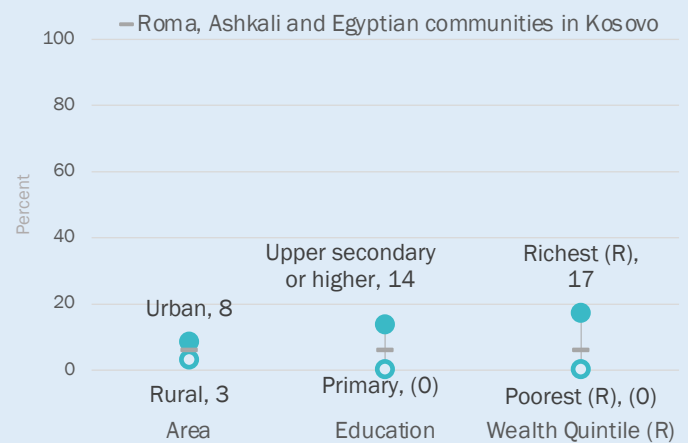 Roma, Ashkali and Egyptian communities in Kosovo
100
80
60
40
20
0
Percent
Urban, 8
Rural, 3
Upper secondary
or higher, 14
Primary, (0)
Richest (R),
17
Poorest (R), (0)
Area
Education
Wealth Quintile (R)